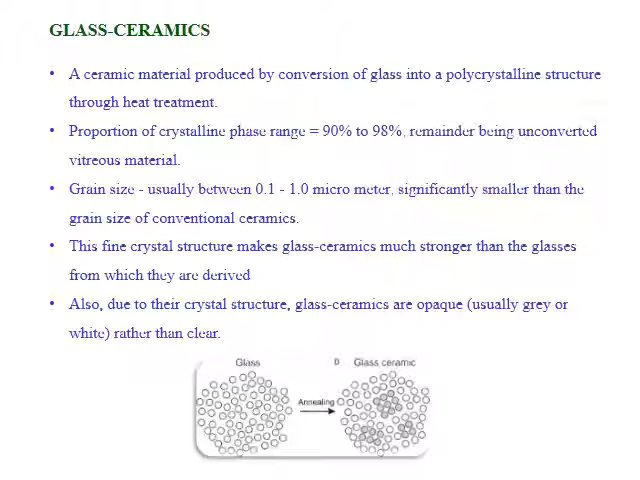 GLASS-CERAMICS
• A ceramic material produced by conversion of glass into a polycrystalline structure
through heat treatment.
• Proportion of crystalline phase range = 90% to 98%, remainder being unconverted
vitreous material.
• Grain size - usually between 0.1 - 1.0 micro meter, significantly smaller than the
grain size of conventional ceramics.
• This fine crystal structure makes glass-ceramics much stronger than the glasses
from which they are derived
• Also, due to their crystal structure, glass-ceramics are opaque (usually grey or
white) rather than clear.
Glass
Glass ceramic
Annealing